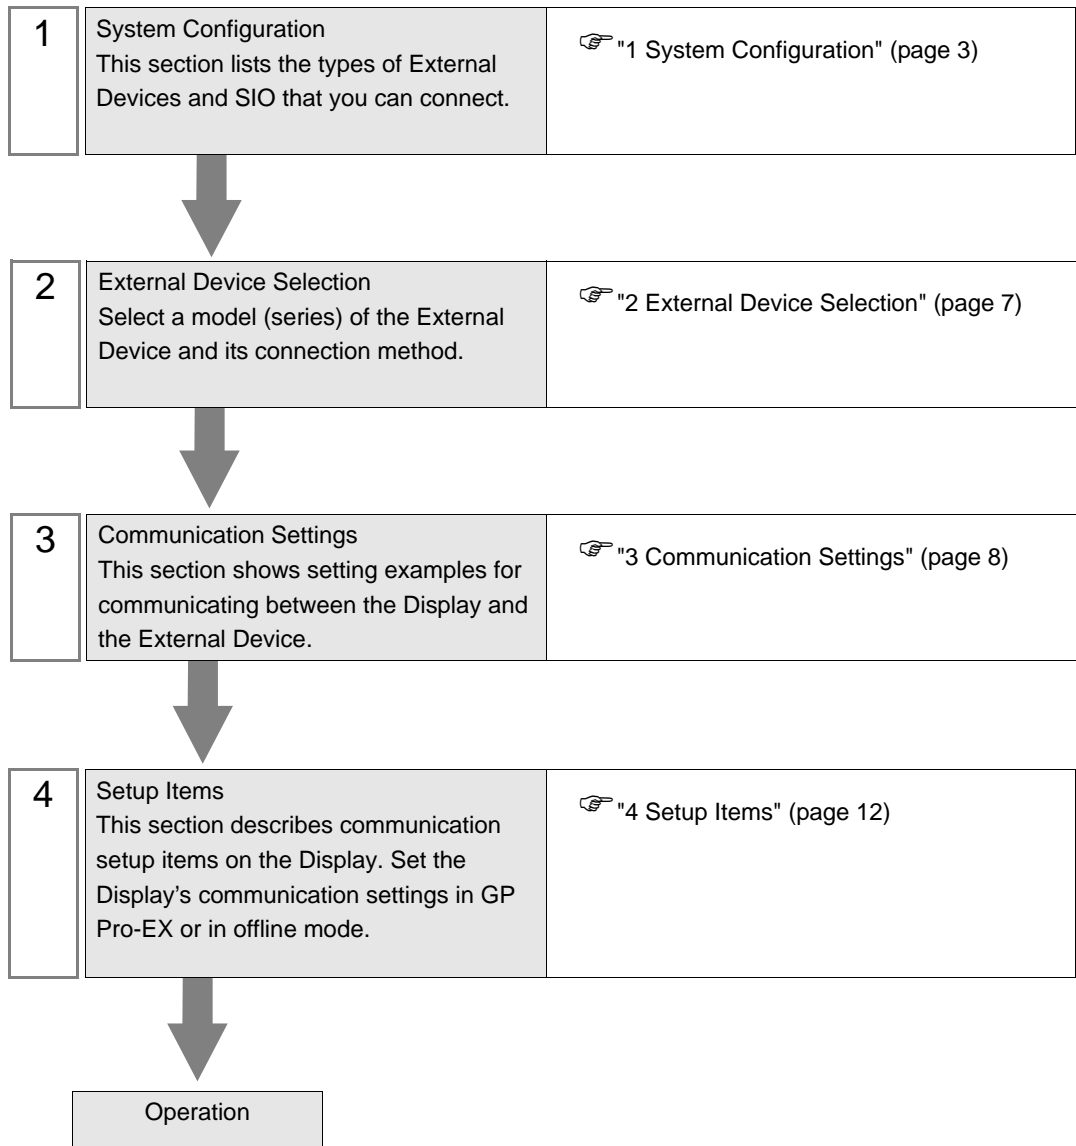 1
System Configuration
This section lists the types of External
Devices and SIO that you can connect.
"1 System Configuration" (page 3)
2
External Device Selection
Select a model (series) of the External
Device and its connection method.
"2 External Device Selection" (page 7)
3
Communication Settings
This section shows setting examples for
communicating between the Display and
the External Device.
"3 Communication Settings" (page 8)
4
Setup Items
This section describes communication
setup items on the Display. Set the
Display's communication settings in GP
Pro-EX or in offline mode.
"4 Setup Items" (page 12)
Operation